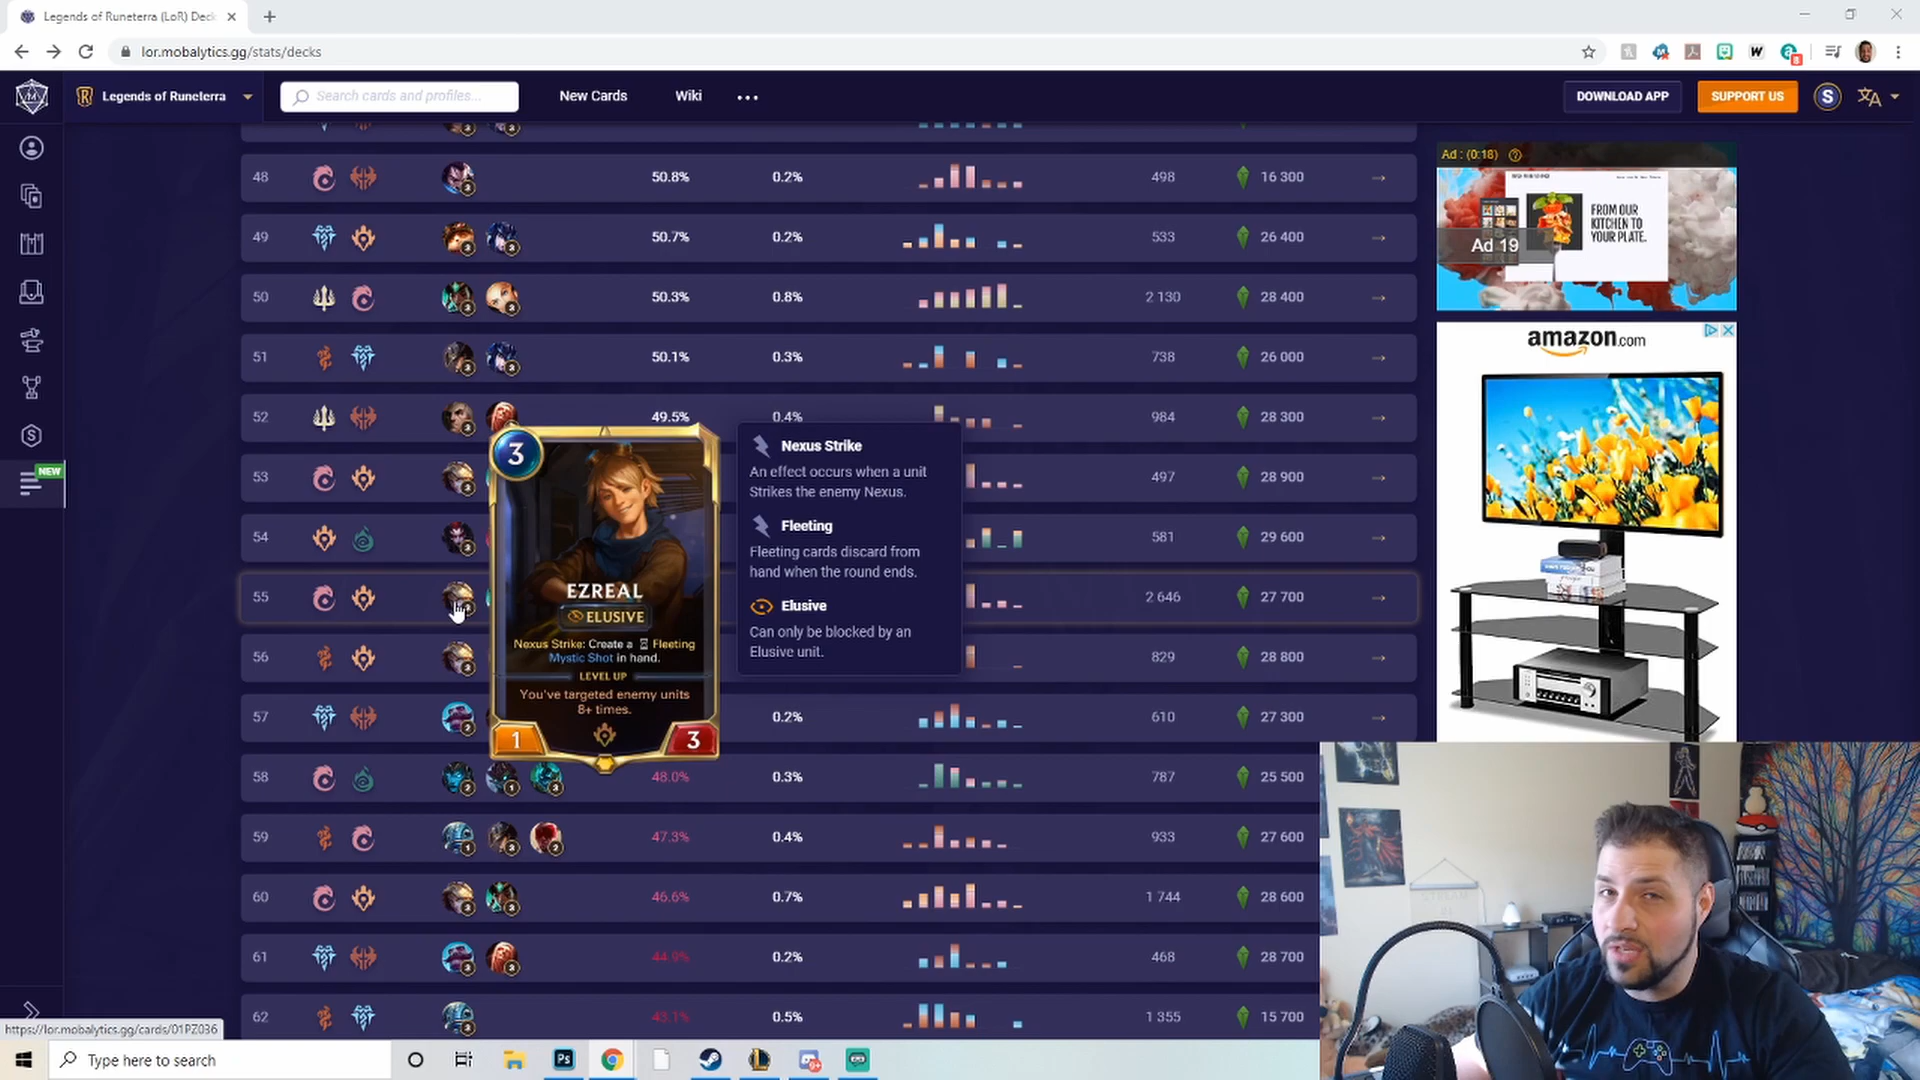 Legends of Runeterra (LoR) Deck
lor.mobalytics.gg/stats/decks
Legends of Runeterra
Search cards and profiles...
New Cards
Wiki
DOWNLOAD APP
SUPPORT US
S
NEW
48 50.8% 0.2% 498 16 300
49 50.7% 0.2% 533 26 400
50 50.3% 0.8% 2 130 28 400
51 50.1% 0.3% 738 26 000
52 49.5% 0.4% 984 28 300
53 497 28 900
54 581 29 600
55 2 646 27 700
56 829 28 800
57 0.2% 610 27 300
58 48.0% 0.3% 787 25 500
59 47.3% 0.4% 933 27 600
60 46.6% 0.7% 1 744 28 600
61 44.9% 0.2% 468 28 700
62 0.5% 1 355 15 700
3
EZREAL
ELUSIVE
Nexus Strike: Create a Fleeting
Mystic Shot in hand.
LEVEL UP
You've targeted enemy units
8+ times.
1
3
Nexus Strike
An effect occurs when a unit
Strikes the enemy Nexus.
Fleeting
Fleeting cards discard from
hand when the round ends.
Elusive
Can only be blocked by an
Elusive unit.
Ad : (0:18)
FROM OUR
KITCHEN TO
YOUR PLATE.
Ad 19
amazon.com
https://lor.mobalytics.gg/cards/01PZ036
Type here to search
Ps